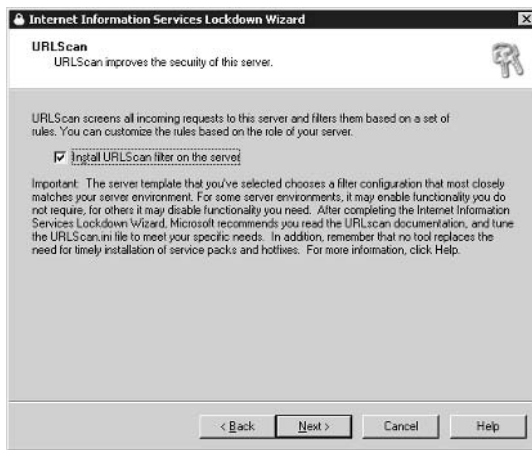 Internet Information Services Lockdown Wizard
URLScan
URLScan improves the security of this server.
URLScan screens all incoming requests to this server and filters them based on a set of
rules. You can customize the rules based on the role of your server.
Install URLScan filter on the server
Important: The server template that you've selected chooses a filter configuration that most closely
matches your server environment. For some server environments, it may enable functionality you do
not require, for others it may disable functionality you need. After completing the Internet Information
Services Lockdown Wizard, Microsoft recommends you read the URLscan documentation, and tune
the URLScan.ini file to meet your specific needs. In addition, remember that no tool replaces the
need for timely installation of service packs and hotfixes. For more information, click Help.
< Back Next > Cancel Help